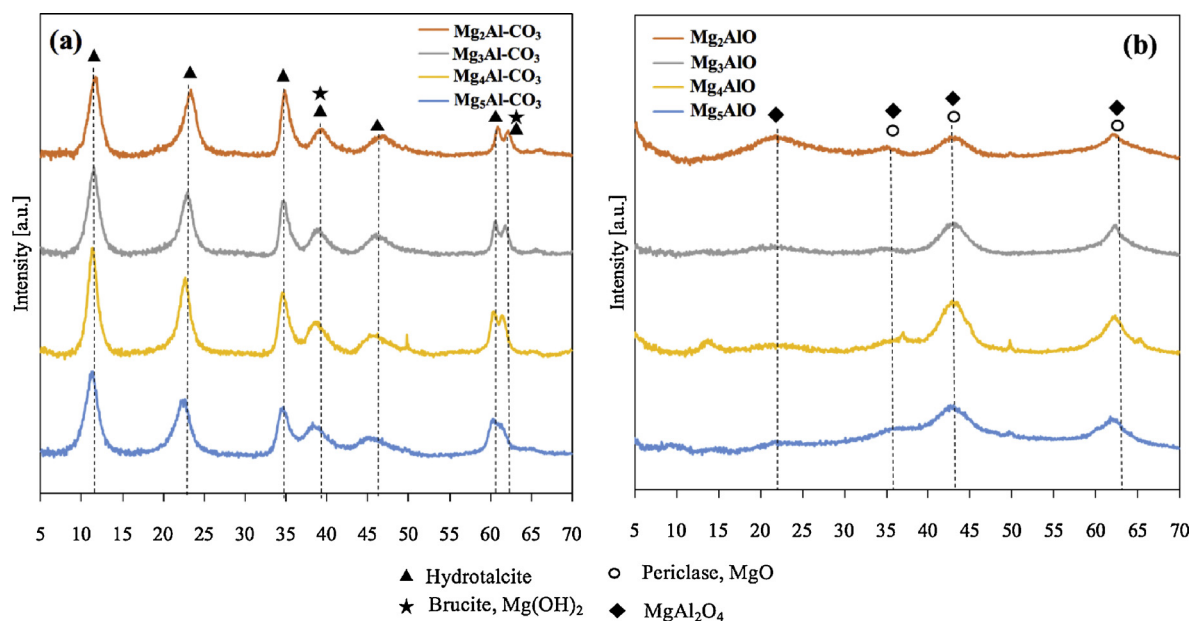 (a)
Mg₂Al-CO₃
Mg₃Al-CO₃
Mg₄Al-CO₃
Mg₅Al-CO₃
Intensity [a.u.]
5 10 15 20 25 30 35 40 45 50 55 60 65 70
Mg₂AlO
Mg₃AlO
Mg₄AlO
Mg₅AlO
(b)
Intensity [a.u.]
5 10 15 20 25 30 35 40 45 50 55 60 65 70
Hydrotalcite
Brucite, Mg(OH)₂
Periclase, MgO
MgAl₂O₄